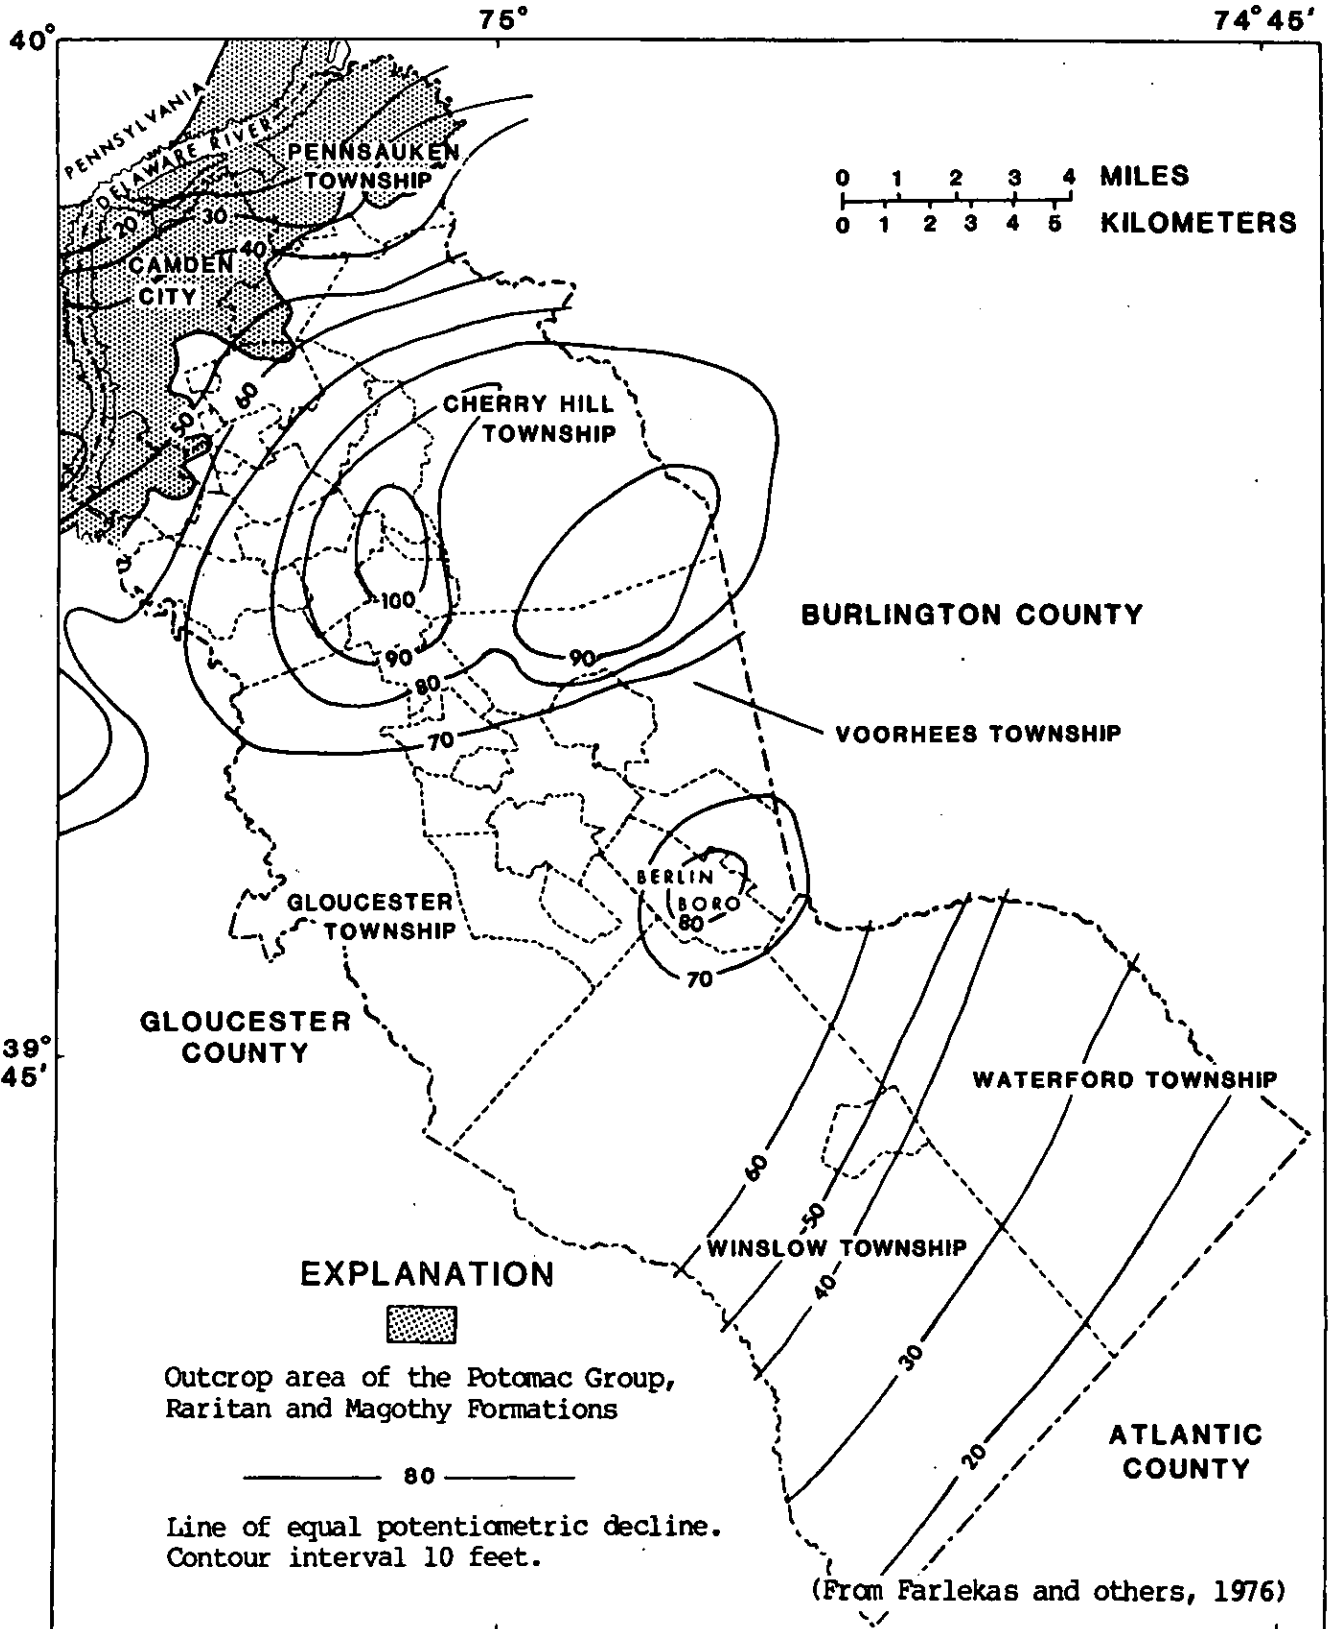 75°
74°45'
40°
PENNSYLVANIA
DELAWARE RIVER
PENNSAUKEN
TOWNSHIP
0 1 2 3 4 MILES
0 1 2 3 4 5 KILOMETERS
20
30
40
CAMDEN
CITY
60
50
CHERRY HILL
TOWNSHIP
100
BURLINGTON COUNTY
90
90
80
VOORHEES TOWNSHIP
70
BERLIN
BORO
80
GLOUCESTER
TOWNSHIP
70
GLOUCESTER
COUNTY
39°
45'
WATERFORD TOWNSHIP
60
50
WINSLOW TOWNSHIP
40
30
20
EXPLANATION
Outcrop area of the Potomac Group,
Raritan and Magothy Formations
80
ATLANTIC
COUNTY
Line of equal potentiometric decline.
Contour interval 10 feet.
(From Farlekas and others, 1976)